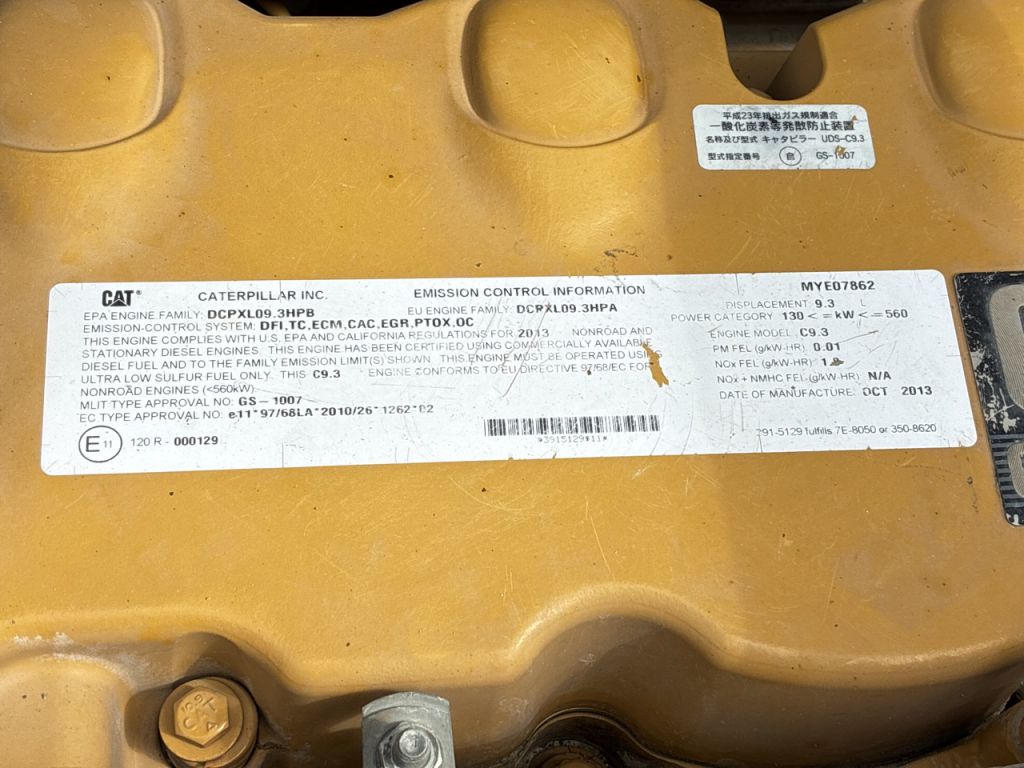 平成23年排出ガス規制適合
一酸化炭素等発散防止装置
名称及び型式 キャタピラー UDS-C9.3
型式指定番号 自 GS-1007
CAT® CATERPILLAR INC. EMISSION CONTROL INFORMATION MYE07862
EPA ENGINE FAMILY: DCPXL09.3HPB EU ENGINE FAMILY: DCPXL09.3HPA DISPLACEMENT: 9.3 L
EMISSION-CONTROL SYSTEM: DFI,TC,ECM,CAC,EGR,PTOX,OC POWER CATEGORY: 130 <= kW <= 560
THIS ENGINE COMPLIES WITH U.S. EPA AND CALIFORNIA REGULATIONS FOR 2013 NONROAD AND ENGINE MODEL: C9.3
STATIONARY DIESEL ENGINES. THIS ENGINE HAS BEEN CERTIFIED USING COMMERCIALLY AVAILABLE PM FEL (g/kW-HR): 0.01
DIESEL FUEL AND TO THE FAMILY EMISSION LIMIT(S) SHOWN. THIS ENGINE MUST BE OPERATED USING NOx FEL (g/kW-HR):
ULTRA LOW SULFUR FUEL ONLY. THIS C9.3 ENGINE CONFORMS TO EU DIRECTIVE 97/68/EC FOR NOx + NMHC FEL (g/kW-HR): N/A
NONROAD ENGINES (<560kW) DATE OF MANUFACTURE: OCT 2013
MLIT TYPE APPROVAL NO: GS-1007
EC TYPE APPROVAL NO: e11*97/68LA*2010/26*1262*02
E11 120 R - 000129
*3915129*11*
391-5129 fulfills 7E-8050 or 350-8620
10.9
CAT
4